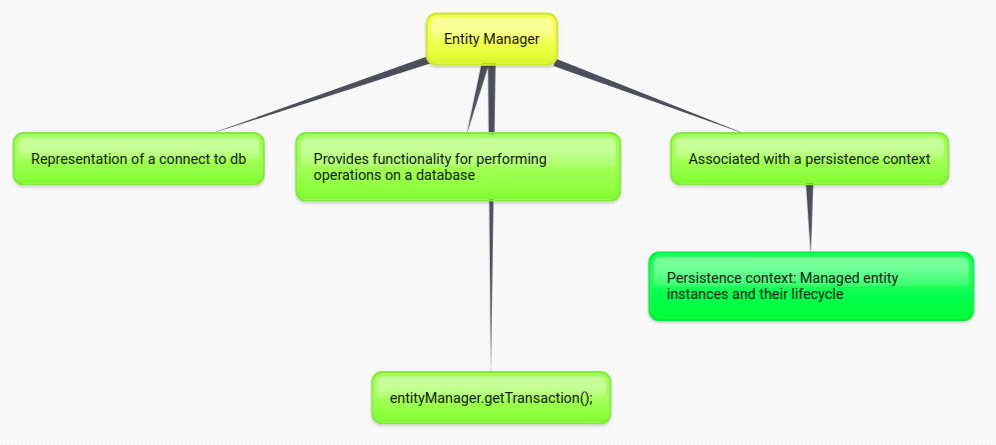 Entity Manager
Representation of a connect to db
Provides functionality for performing
operations on a database
Associated with a persistence context
Persistence context: Managed entity
instances and their lifecycle
entityManager.getTransaction();